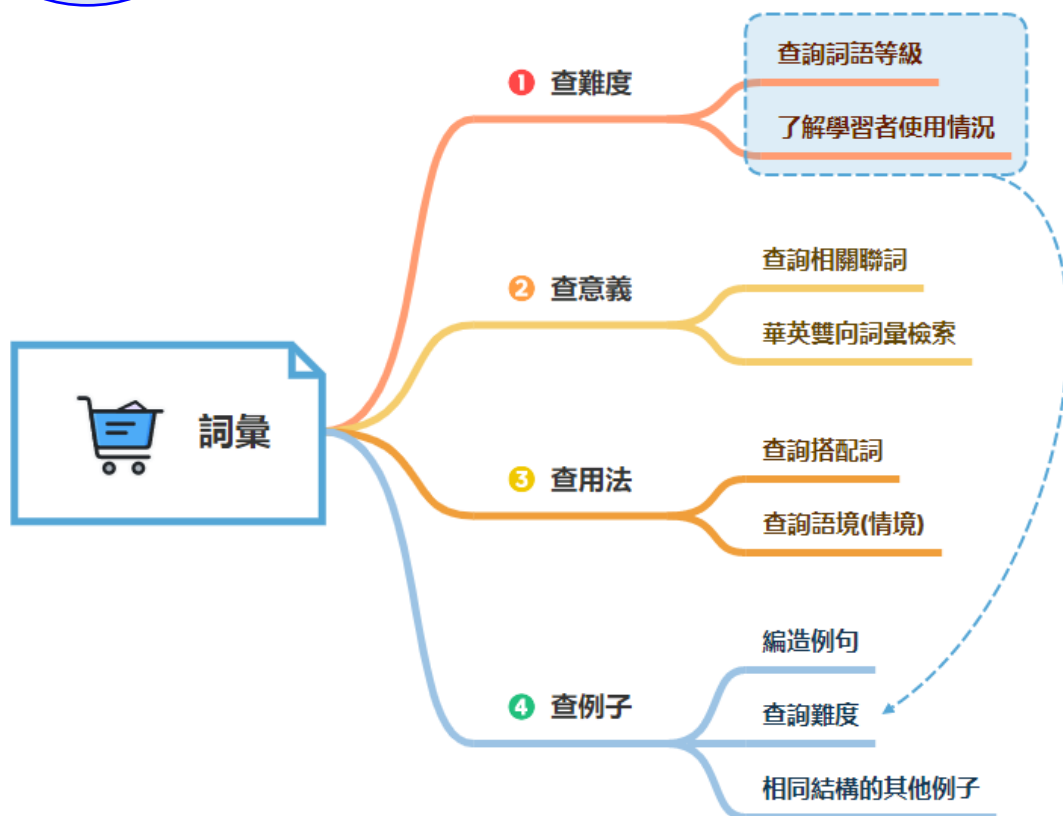 詞彙
❶ 查難度
查詢詞語等級
了解學習者使用情況
❷ 查意義
查詢相關聯詞
華英雙向詞彙檢索
❸ 查用法
查詢搭配詞
查詢語境(情境)
❹ 查例子
編造例句
查詢難度
相同結構的其他例子